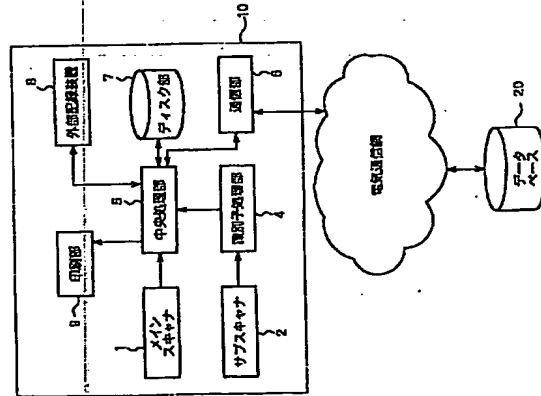 10
8
外部記録装置
7
ディスク部
6
通信部
9
印刷部
5
中央処理部
4
識別子処理部
1
メイン
スキャナ
2
サブスキャナ
電気通信網
20
データ
ベース